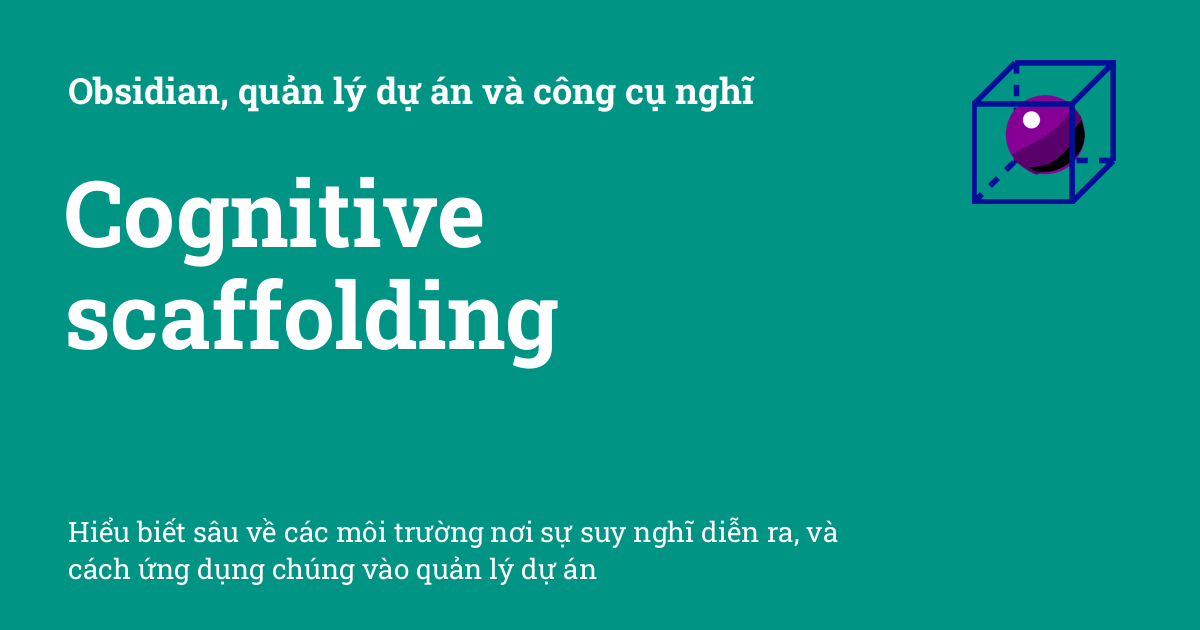 Obsidian, quản lý dự án và công cụ nghĩ
Cognitive
scaffolding
Hiểu biết sâu về các môi trường nơi sự suy nghĩ diễn ra, và
cách ứng dụng chúng vào quản lý dự án